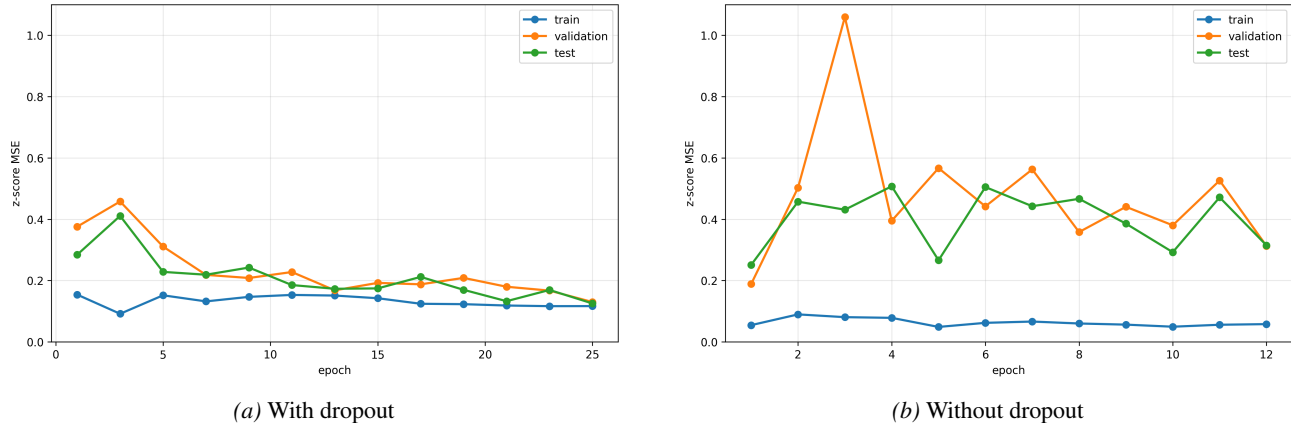 train
validation
test
1.0
0.8
0.6
0.4
0.2
0.0
z-score MSE
0 5 10 15 20 25
epoch
(a) With dropout
train
validation
test
1.0
0.8
0.6
0.4
0.2
0.0
z-score MSE
2 4 6 8 10 12
epoch
(b) Without dropout